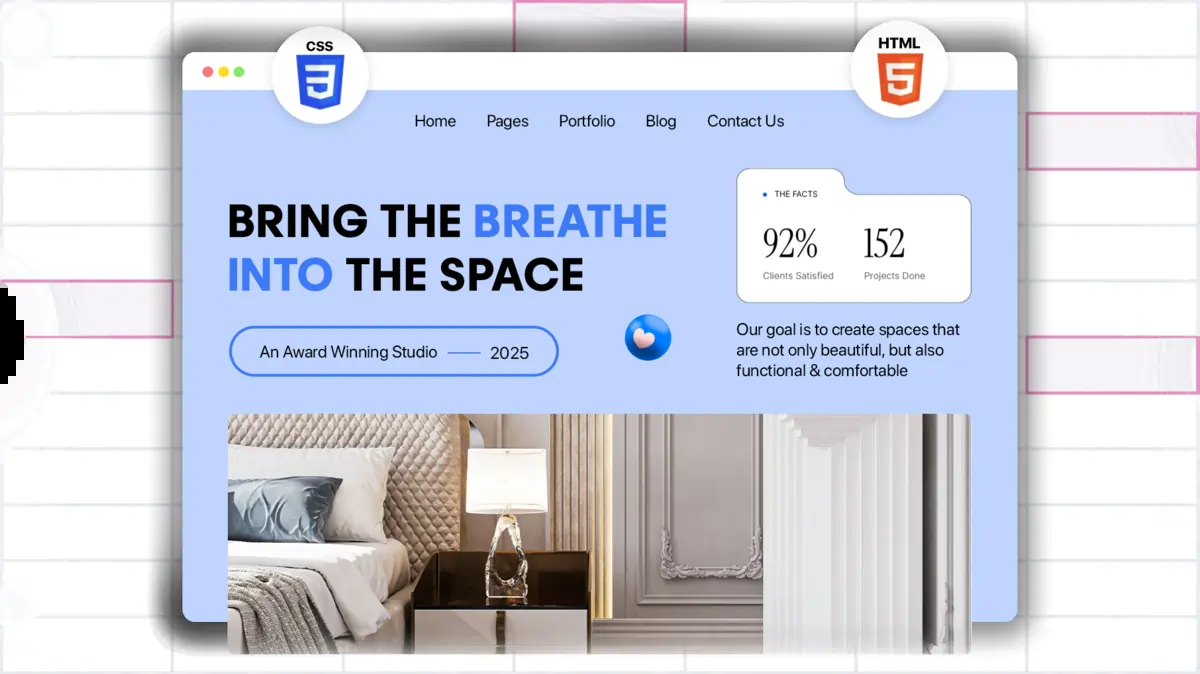 CSS
HTML
Home Pages Portfolio Blog Contact Us
BRING THE BREATHE
INTO THE SPACE
An Award Winning Studio 2025
THE FACTS
92% 152
Clients Satisfied Projects Done
Our goal is to create spaces that
are not only beautiful, but also
functional & comfortable